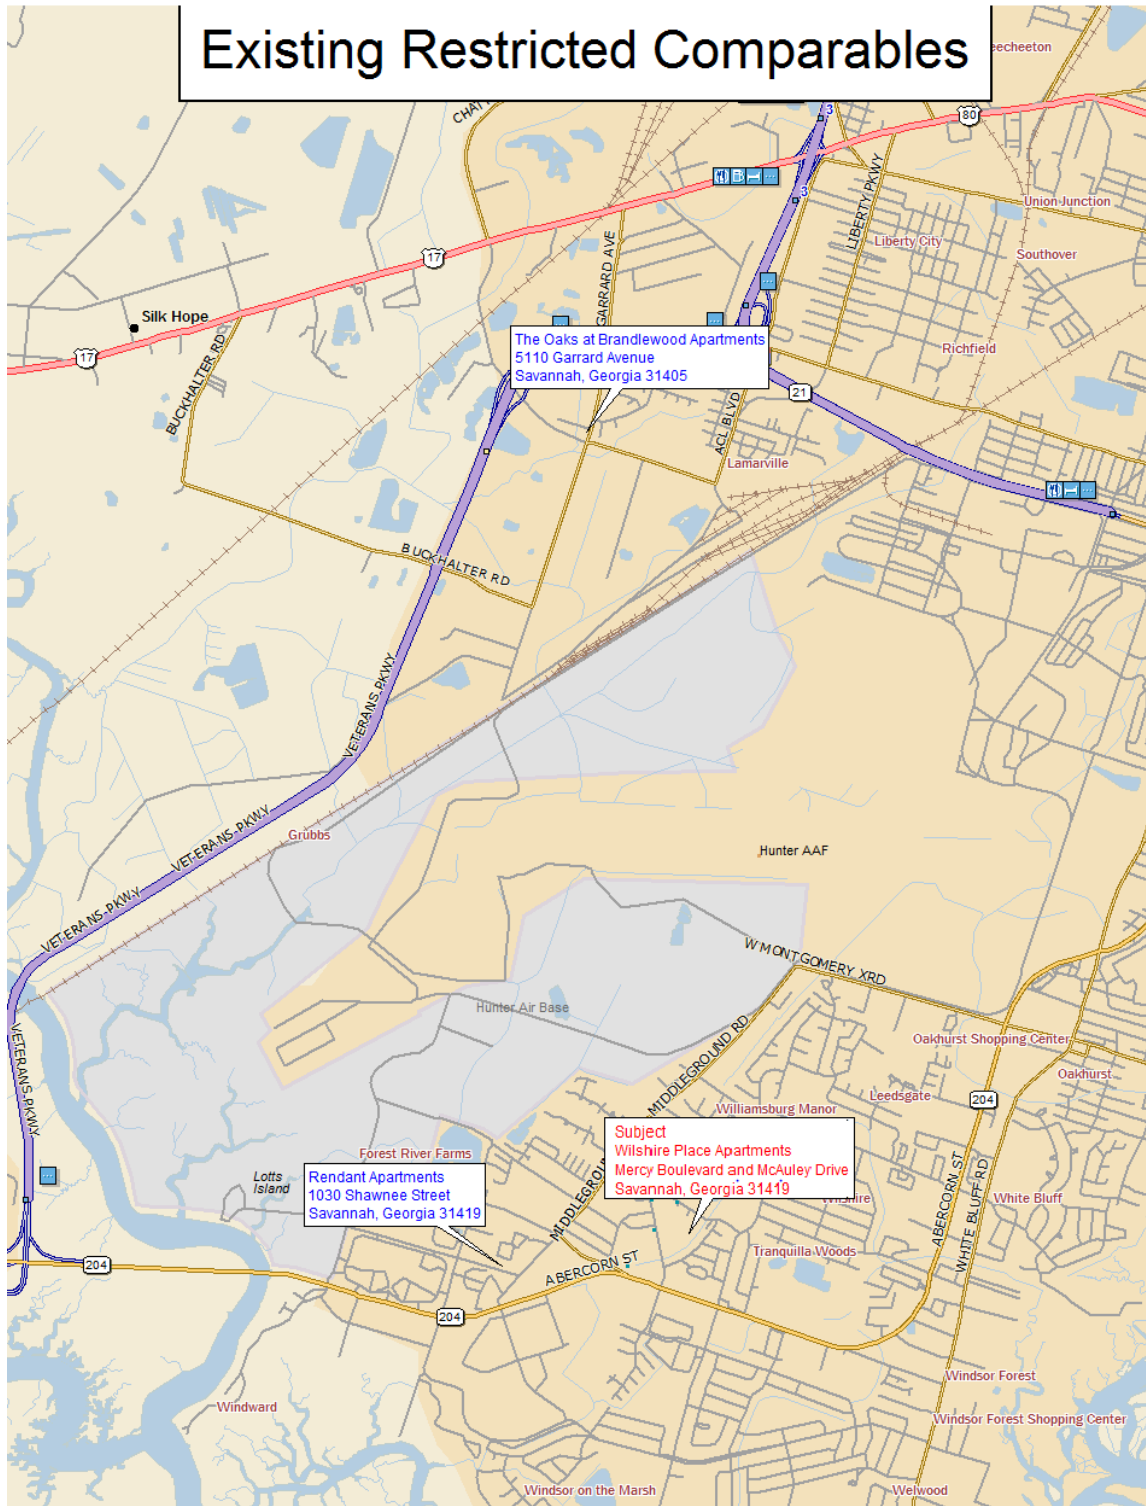 Existing Restricted Comparables
eecheeton
CHAT
3
80
3
LIBERTY PKWY
Union Junction
Liberty City
Southover
17
GARRARD AVE
Silk Hope
17
BUCKHALTER RD
The Oaks at Brandlewood Apartments
5110 Garrard Avenue
Savannah, Georgia 31405
Richfield
21
ACL BLVD
Lamarville
BUCKHALTER RD
VETERANS PKWY
VETERANS PKWY
Grubbs
Hunter AAF
VETERANS PKWY
W MONTGOMERY XRD
Hunter Air Base
VETERANS PKWY
MIDDLEGROUND RD
Oakhurst Shopping Center
Oakhurst
Leedsgate
204
Williamsburg Manor
Subject
Wilshire Place Apartments
Mercy Boulevard and McAuley Drive
Savannah, Georgia 31419
Forest River Farms
Lotts
Island
Rendant Apartments
1030 Shawnee Street
Savannah, Georgia 31419
MIDDLEGROUND
Wilshire
White Bluff
ABERCORN ST
WHITE BLUFF RD
Tranquilla Woods
204
ABERCORN ST
204
Windsor Forest
Windward
Windsor Forest Shopping Center
Windsor on the Marsh
Welwood